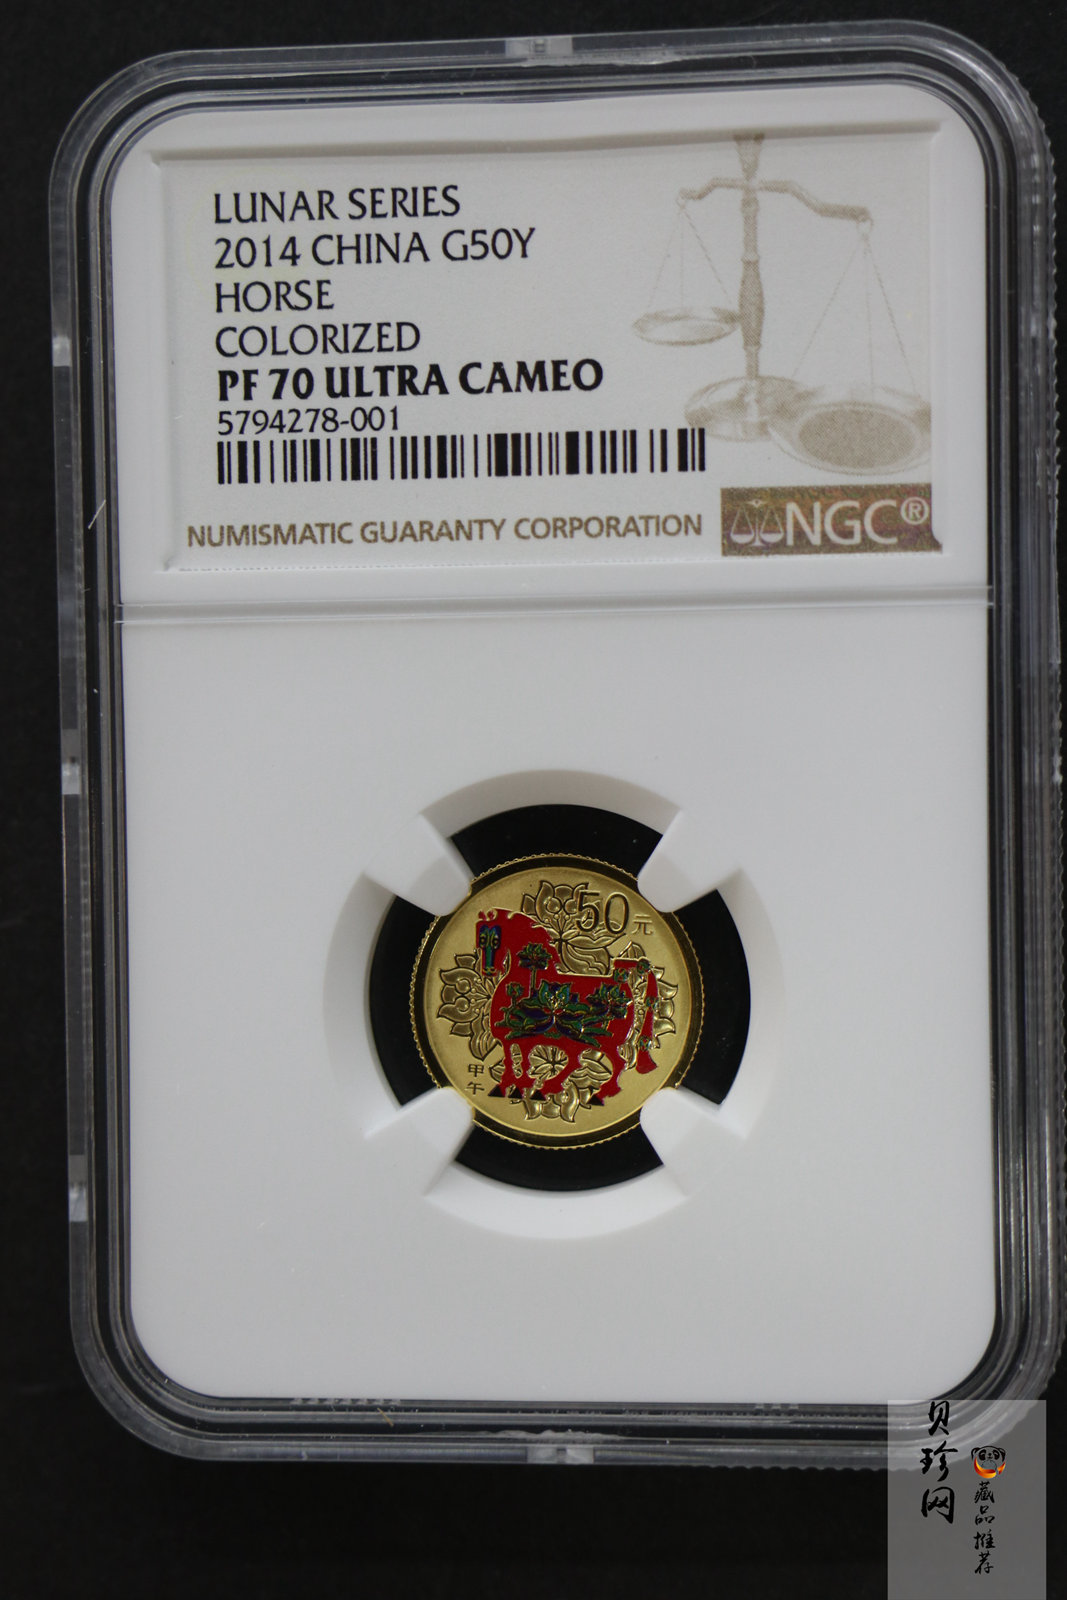 LUNAR SERIES
2014 CHINA G50Y
HORSE
COLORIZED
PF 70 ULTRA CAMEO
5794278-001
NUMISMATIC GUARANTY CORPORATION
NGC®
50元
甲
午
贝珍网
藏品推荐